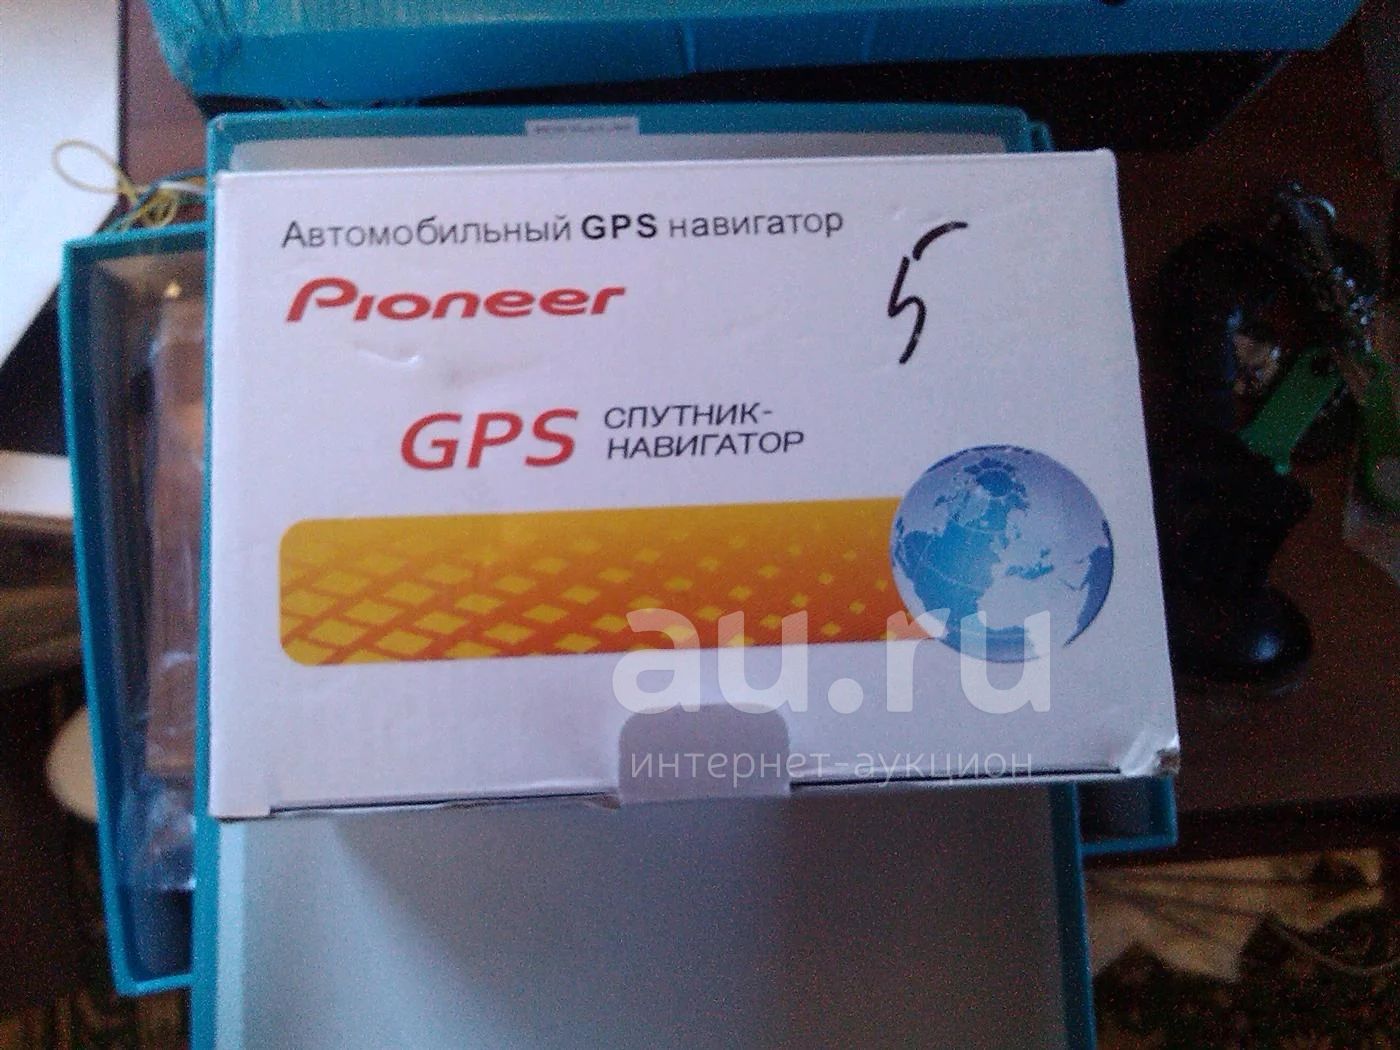 Автомобильный GPS навигатор
Pioneer
5
GPS СПУТНИК-
НАВИГАТОР
au.ru
интернет-аукцион